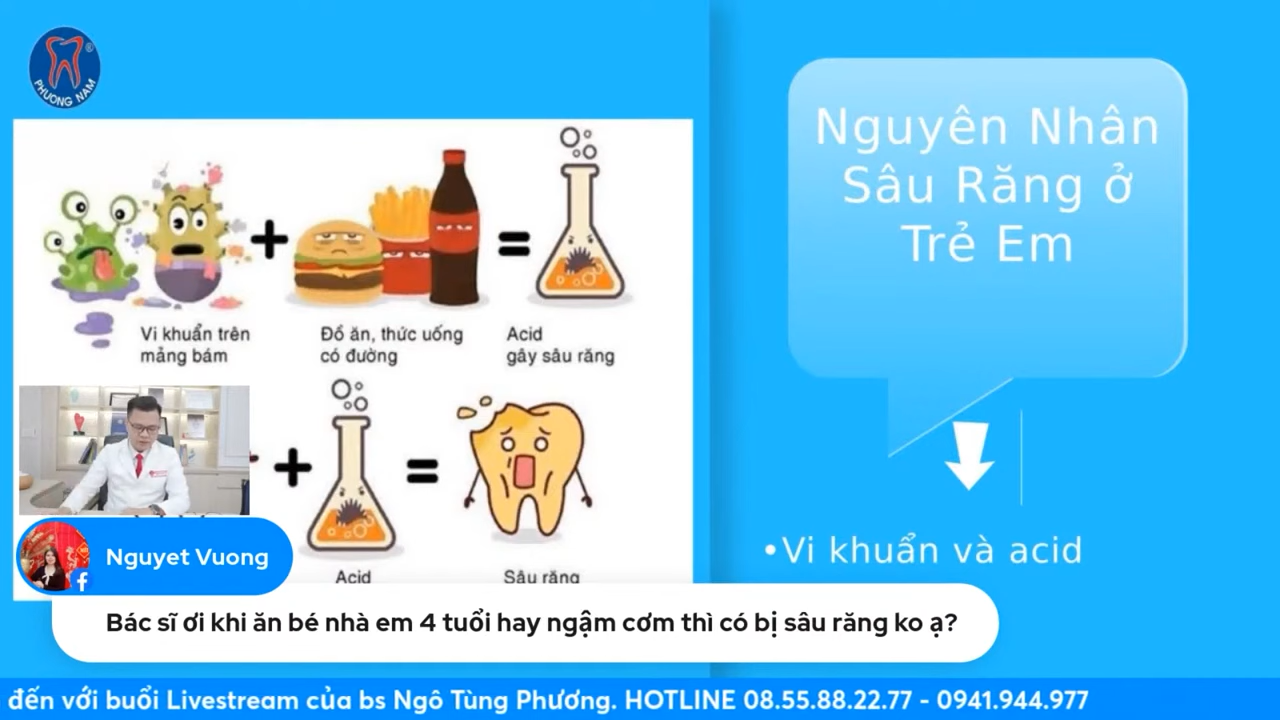 PHUONG NAM
®
Nguyên Nhân
Sâu Răng ở
Trẻ Em
Vi khuẩn trên
mảng bám
Đồ ăn, thức uống
có đường
Acid
gây sâu răng
Acid
Sâu răng
•Vi khuẩn và acid
Nguyet Vuong
Bác sĩ ơi khi ăn bé nhà em 4 tuổi hay ngậm cơm thì có bị sâu răng ko ạ?
đến với buổi Livestream của bs Ngô Tùng Phương. HOTLINE 08.55.88.22.77 - 0941.944.977